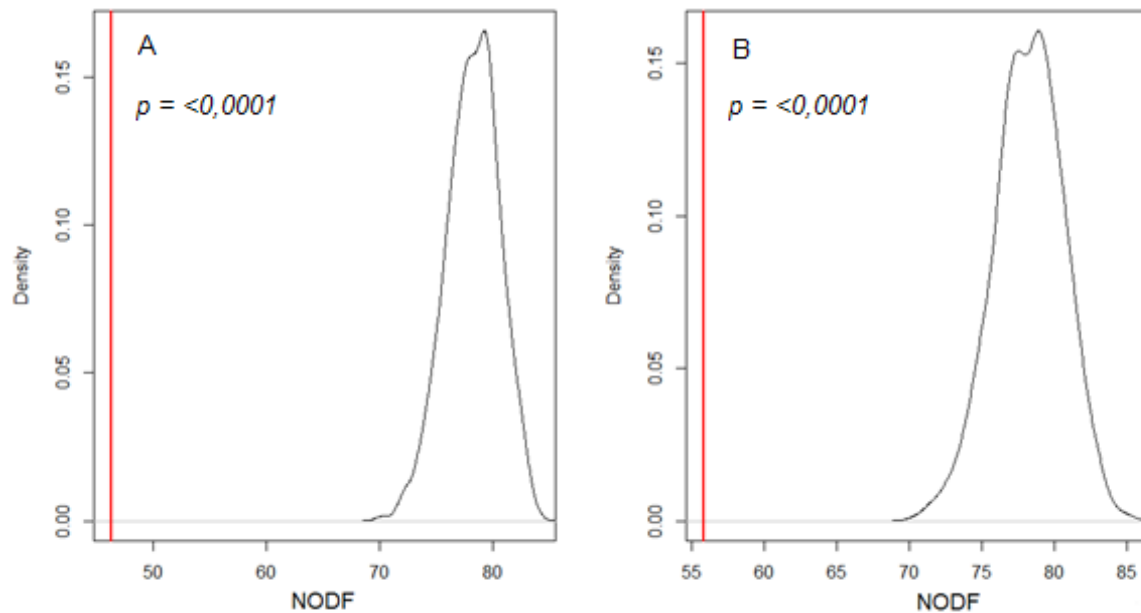 A
p = <0,0001
Density
0.00
0.05
0.10
0.15
50 60 70 80
NODF
B
p = <0,0001
Density
0.00
0.05
0.10
0.15
55 60 65 70 75 80 85
NODF